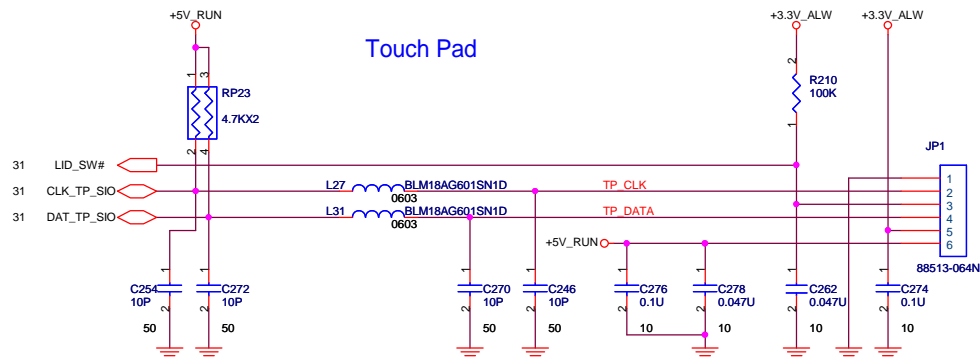 +5V_RUN
+3.3V_ALW
+3.3V_ALW
Touch Pad
1
3
RP23
4.7KX2
2
4
2
R210
100K
1
JP1
31 LID_SW#
31 CLK_TP_SIO
L27
BLM18AG601SN1D
0603
TP_CLK
31 DAT_TP_SIO
L31
BLM18AG601SN1D
0603
TP_DATA
1
2
3
4
5
6
+5V_RUN
88513-064N
1
C254
10P
2
50
1
C272
10P
2
50
1
C270
10P
2
50
1
C246
10P
2
50
1
C276
0.1U
2
10
1
C278
0.047U
2
10
1
C262
0.047U
2
10
1
C274
0.1U
2
10